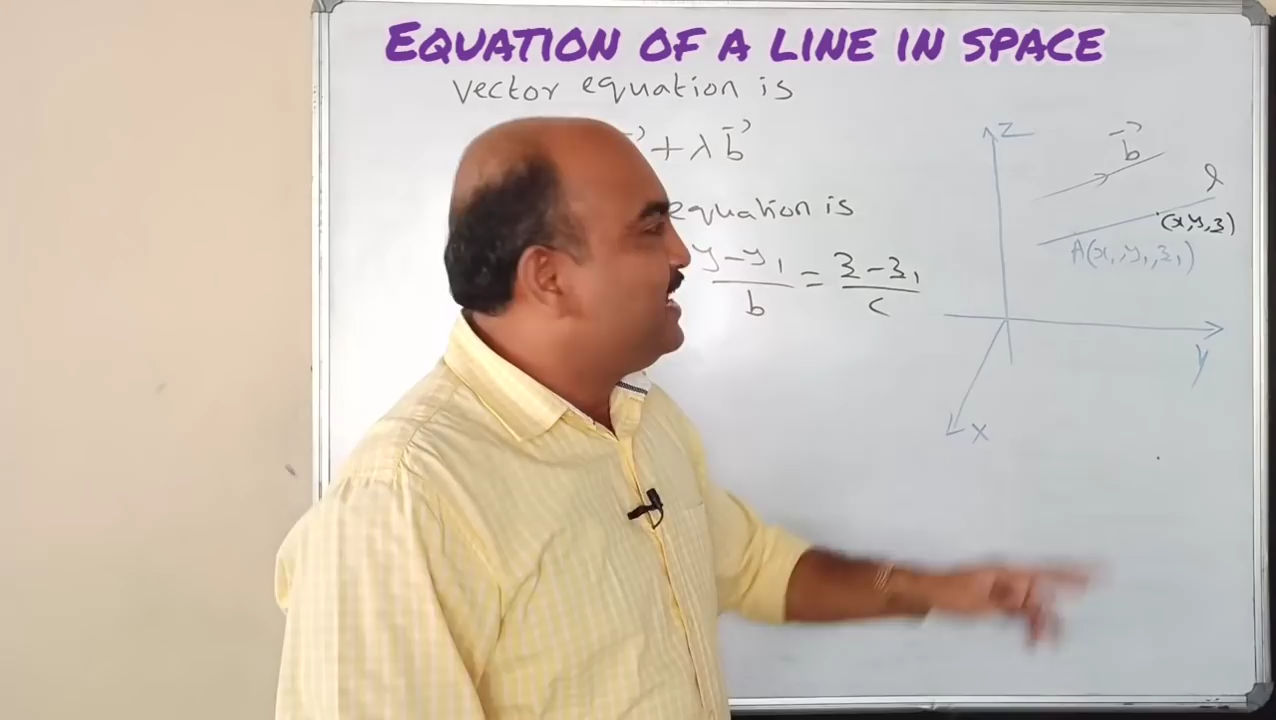 EQUATION OF A LINE IN SPACE
vector equation is
+ λ b⃗
equation is
y-y₁/b = z-z₁/c
z
b⃗
l
(x,y,z)
A(x₁,y₁,z₁)
y
x